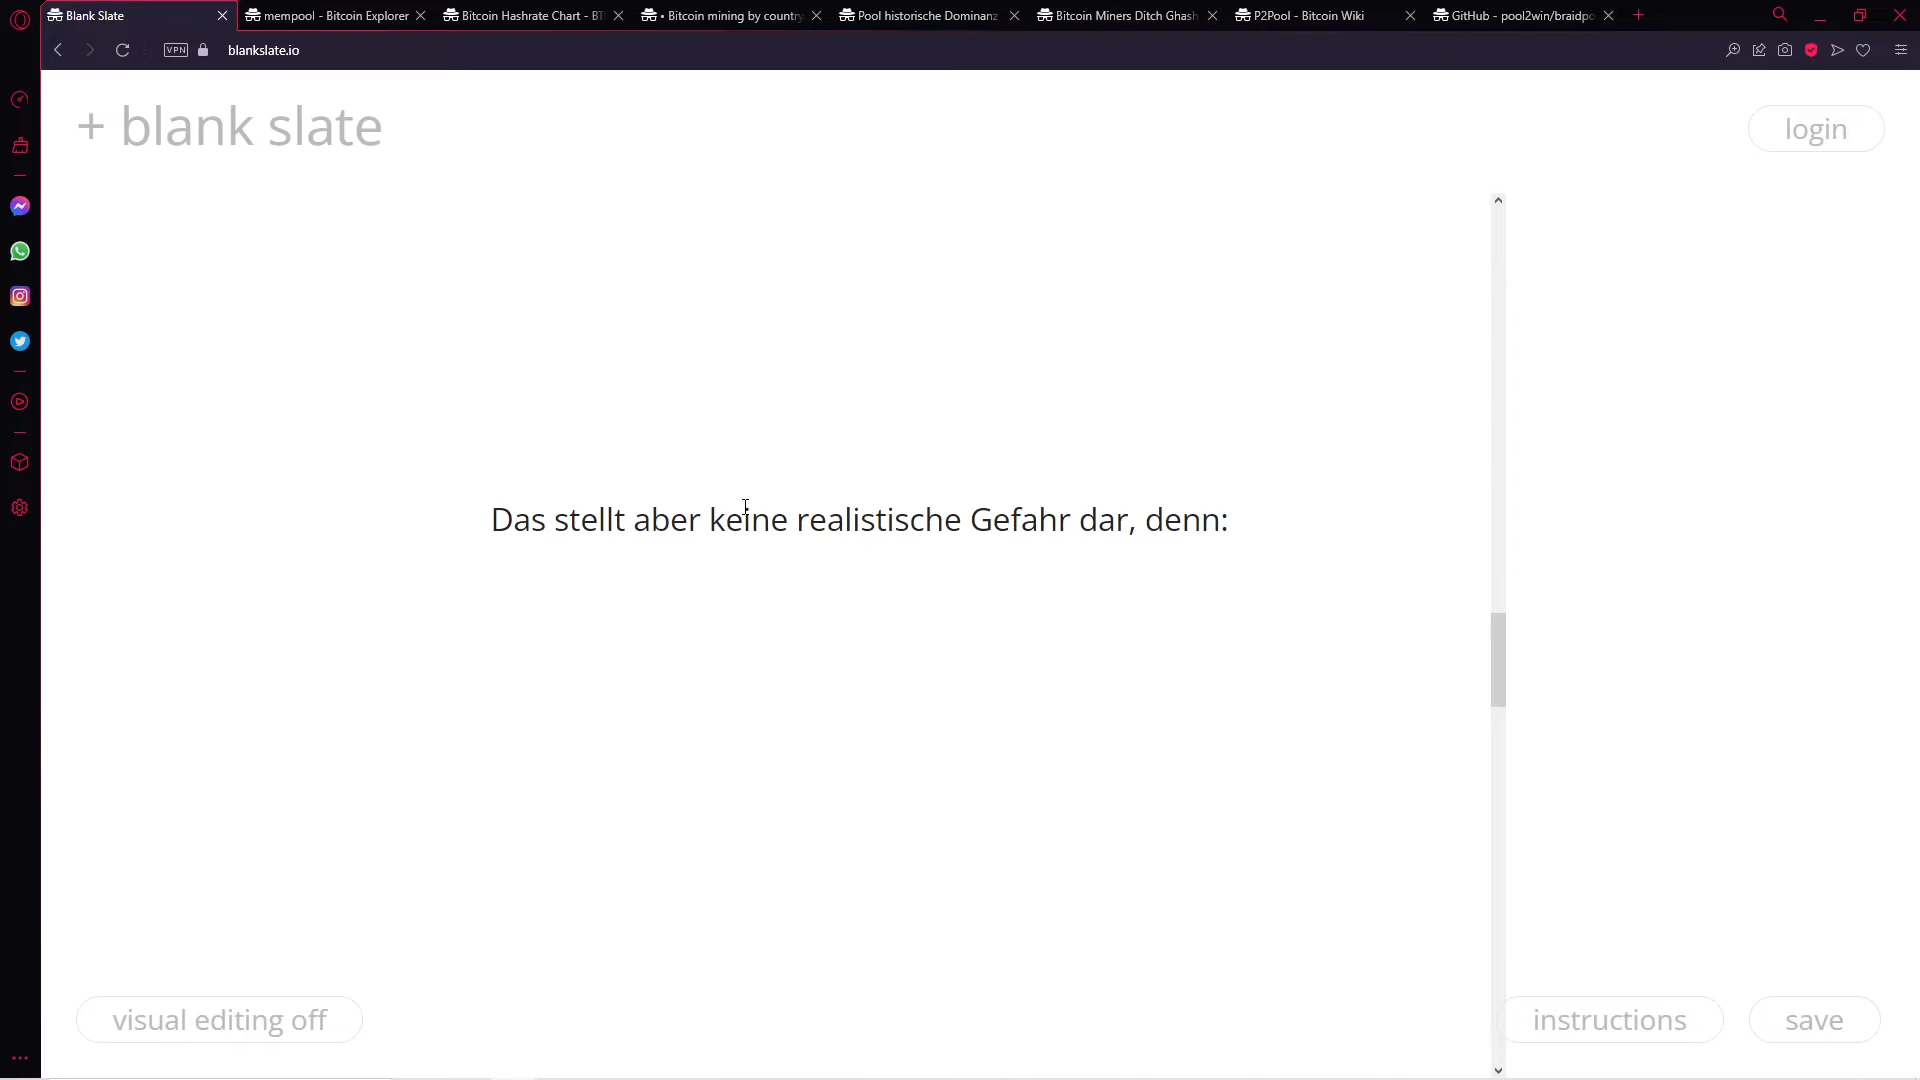 Blank Slate
mempool - Bitcoin Explorer
Bitcoin Hashrate Chart - BT
• Bitcoin mining by country
Pool historische Dominanz
Bitcoin Miners Ditch Ghash
P2Pool - Bitcoin Wiki
GitHub - pool2win/braidpo
VPN
blankslate.io
+ blank slate
login
Das stellt aber keine realistische Gefahr dar, denn:
visual editing off
instructions
save